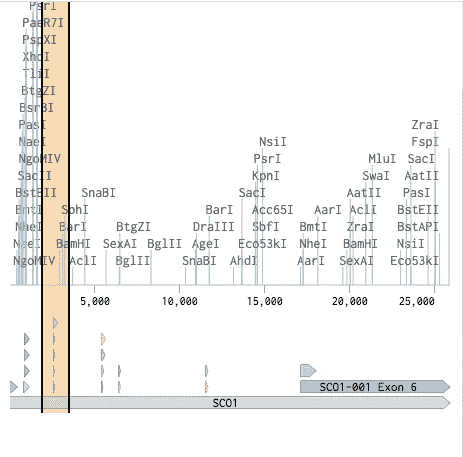 PsrI
PaeR7I
PspXI
XhoI
TliI
BtgZI
BsrBI
PasI ZraI
NaeI NsiI FspI
NgoMIV PsrI MluI SacI
SacII KpnI SwaI AatII
BstEII SnaBI SacI AatII PasI
BmtI SphI BarI Acc65I AarI AclI BstEII
NheI BarI BtgZI DraIII SbfI BmtI ZraI BstAPI
NaeI BamHI SexAI BglII AgeI Eco53kI NheI BamHI NsiI
NgoMIV AclI BglII SnaBI AhdI AarI SexAI Eco53kI
5,000 10,000 15,000 20,000 25,000
SCO1-001 Exon 6
SCO1